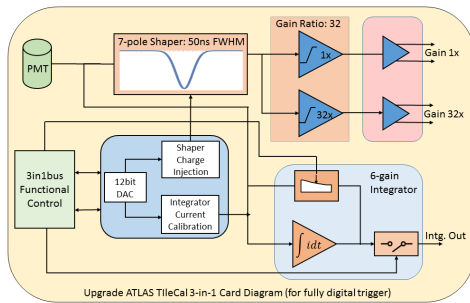 7-pole Shaper: 50ns FWHM
Gain Ratio: 32
PMT
1x
Gain 1x
32x
Gain 32x
3in1bus
Functional
Control
12bit
DAC
Shaper
Charge
Injection
Integrator
Current
Calibration
6-gain
Integrator
∫ idt
Intg. Out
Upgrade ATLAS TIleCal 3-in-1 Card Diagram (for fully digital trigger)